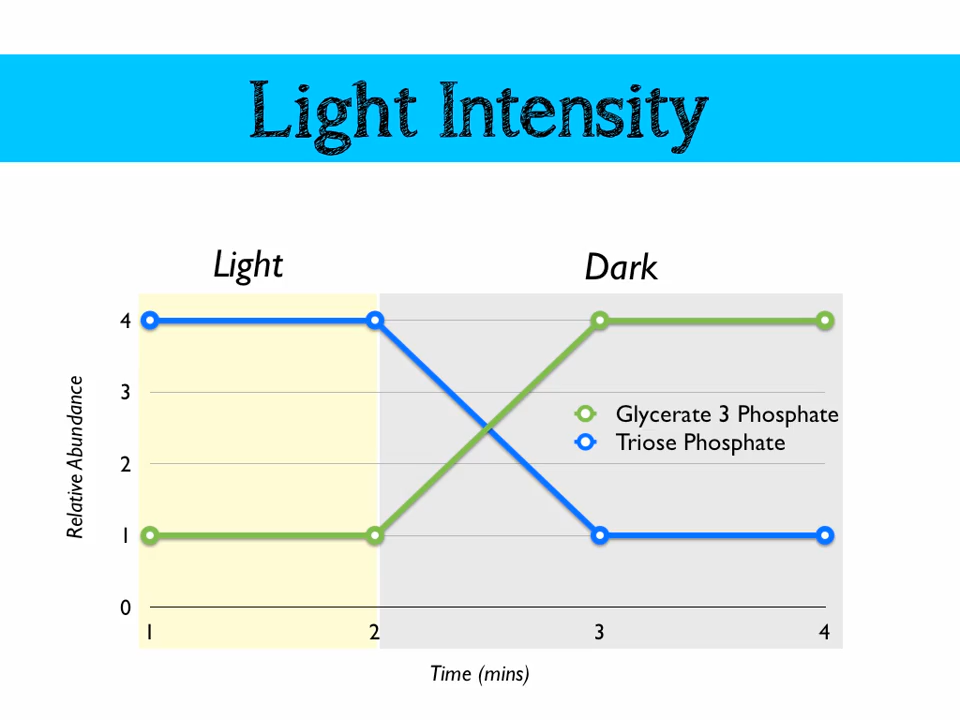 Light Intensity
Light
Dark
Relative Abundance
4
3
2
1
0
Glycerate 3 Phosphate
Triose Phosphate
1 2 3 4
Time (mins)